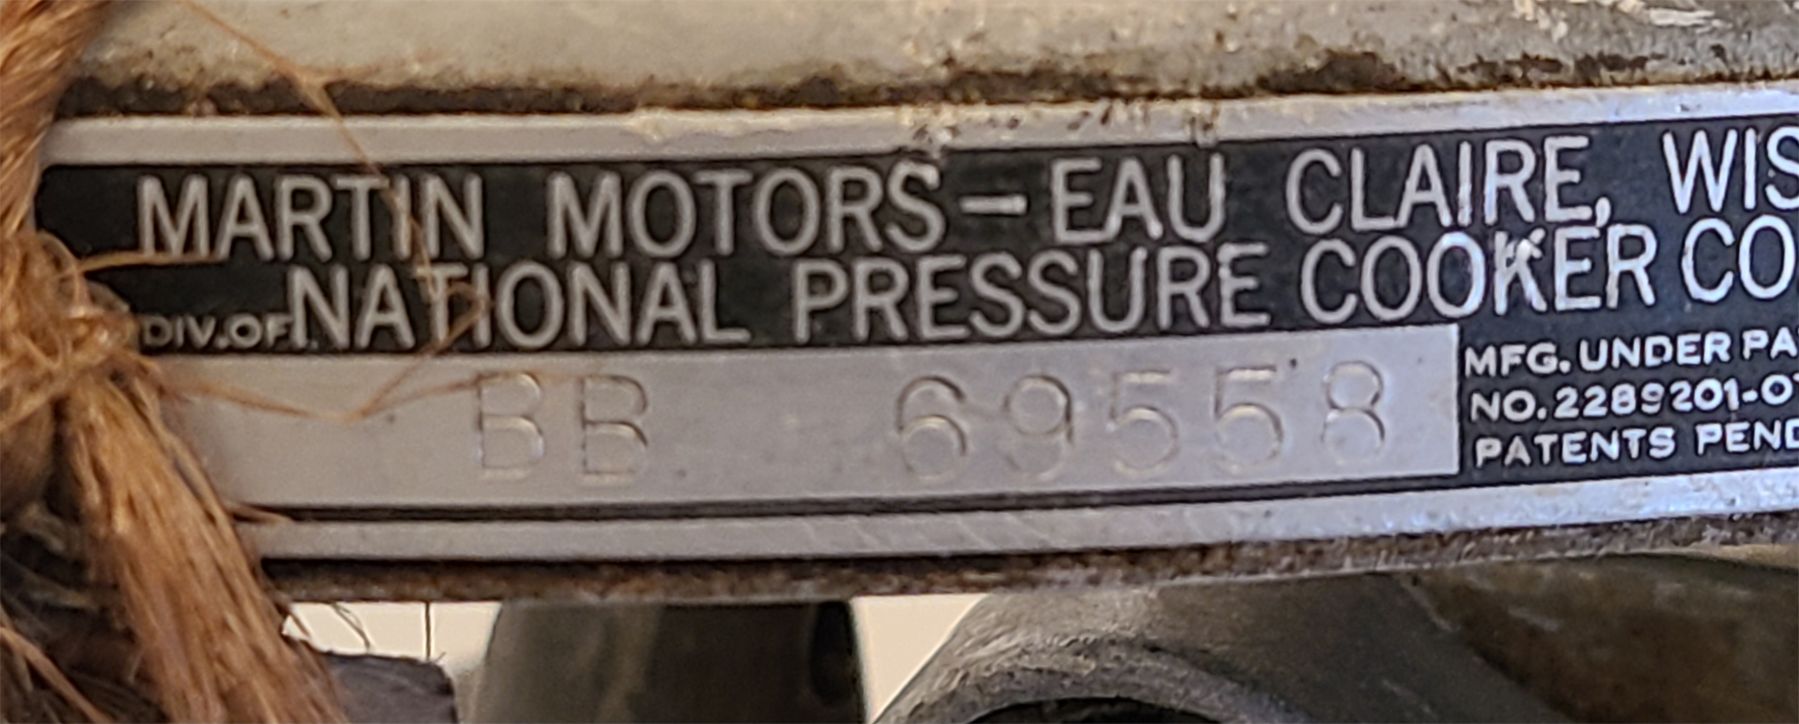 MARTIN MOTORS—EAU CLAIRE, WIS
DIV.OF NATIONAL PRESSURE COOKER CO
BB 69558
MFG. UNDER PA
NO. 2289201-OT
PATENTS PEND